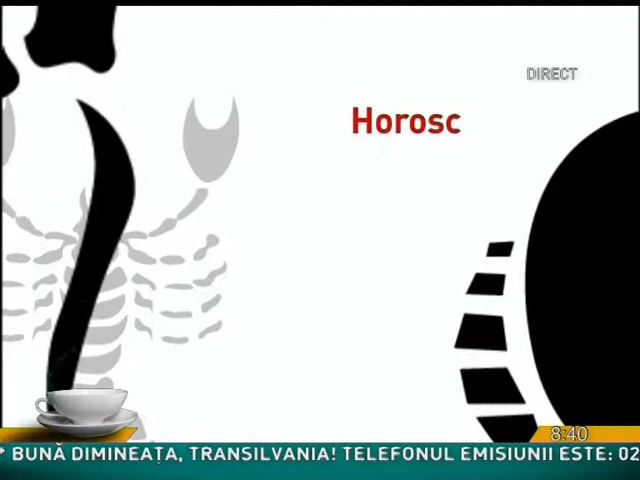 DIRECT
Horosc
8:40
* BUNĂ DIMINEAȚA, TRANSILVANIA! TELEFONUL EMISIUNII ESTE: 02